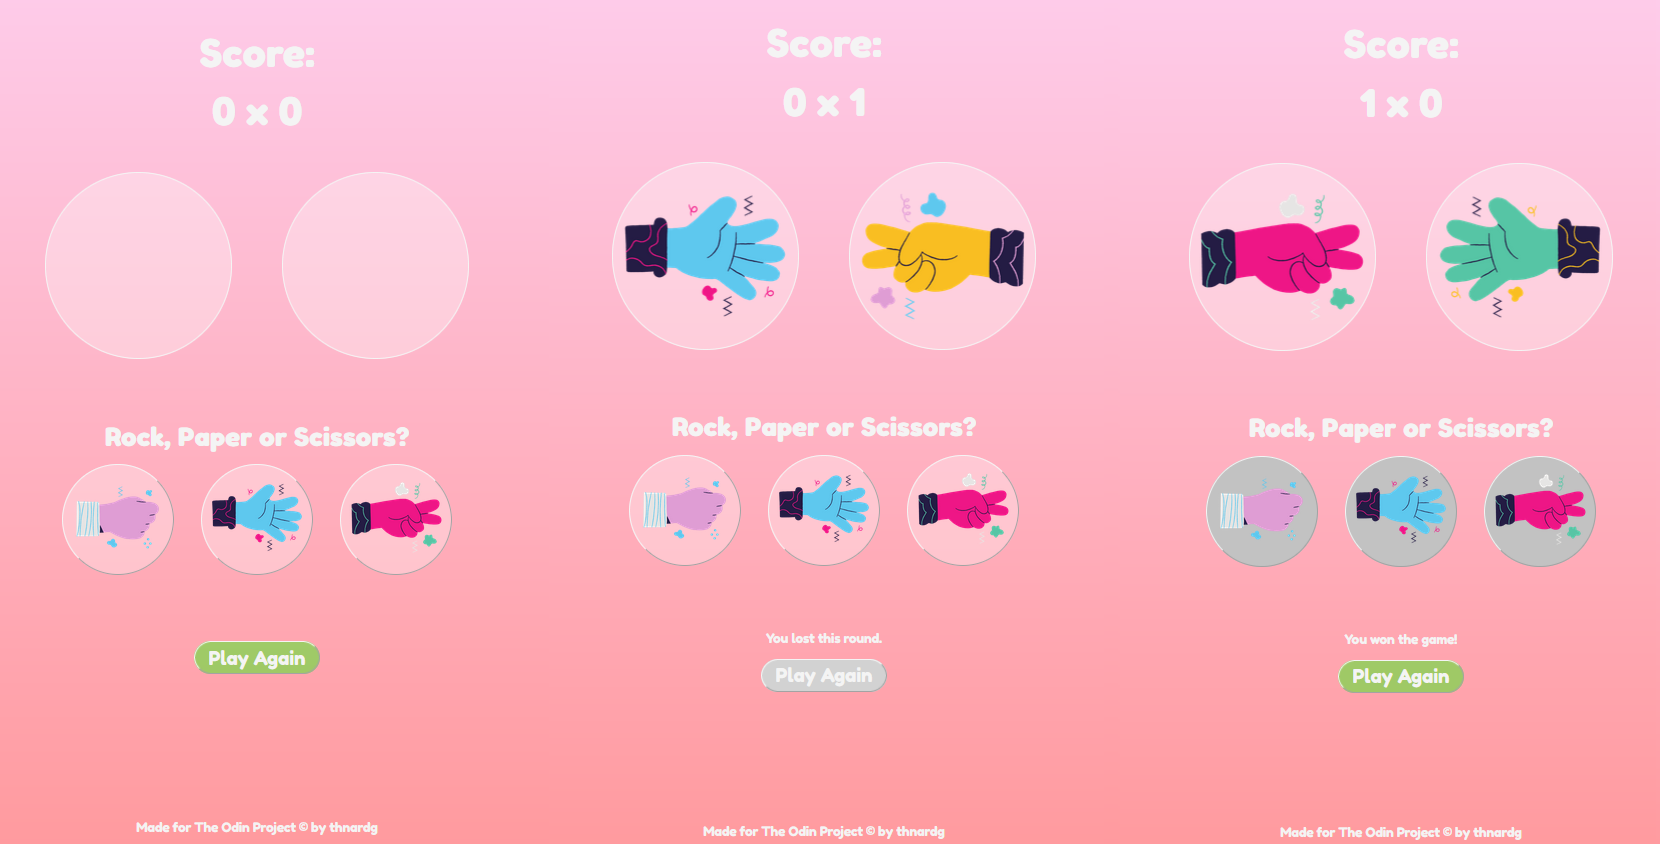 Score:
0 x 0
Rock, Paper or Scissors?
Play Again
Made for The Odin Project © by thnardg
Score:
0 x 1
Rock, Paper or Scissors?
You lost this round.
Play Again
Made for The Odin Project © by thnardg
Score:
1 x 0
Rock, Paper or Scissors?
You won the game!
Play Again
Made for The Odin Project © by thnardg